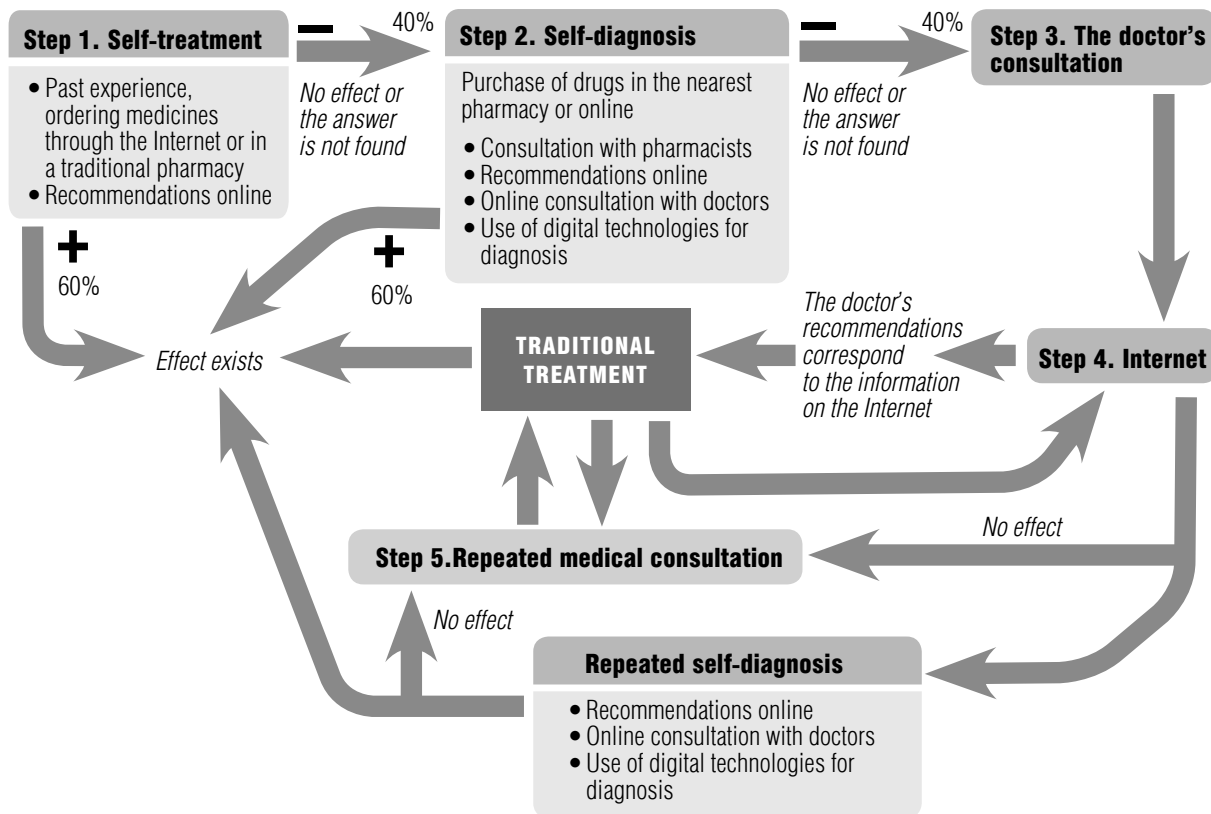 Step 1. Self-treatment
• Past experience,
ordering medicines
through the Internet or in
a traditional pharmacy
• Recommendations online
− 40%
No effect or
the answer
is not found
Step 2. Self-diagnosis
Purchase of drugs in the nearest
pharmacy or online
• Consultation with pharmacists
• Recommendations online
• Online consultation with doctors
• Use of digital technologies for
diagnosis
− 40%
No effect or
the answer
is not found
Step 3. The doctor's
consultation
+
60%
+
60%
Effect exists
TRADITIONAL
TREATMENT
The doctor's
recommendations
correspond
to the information
on the Internet
Step 4. Internet
No effect
Step 5.Repeated medical consultation
No effect
Repeated self-diagnosis
• Recommendations online
• Online consultation with doctors
• Use of digital technologies for
diagnosis